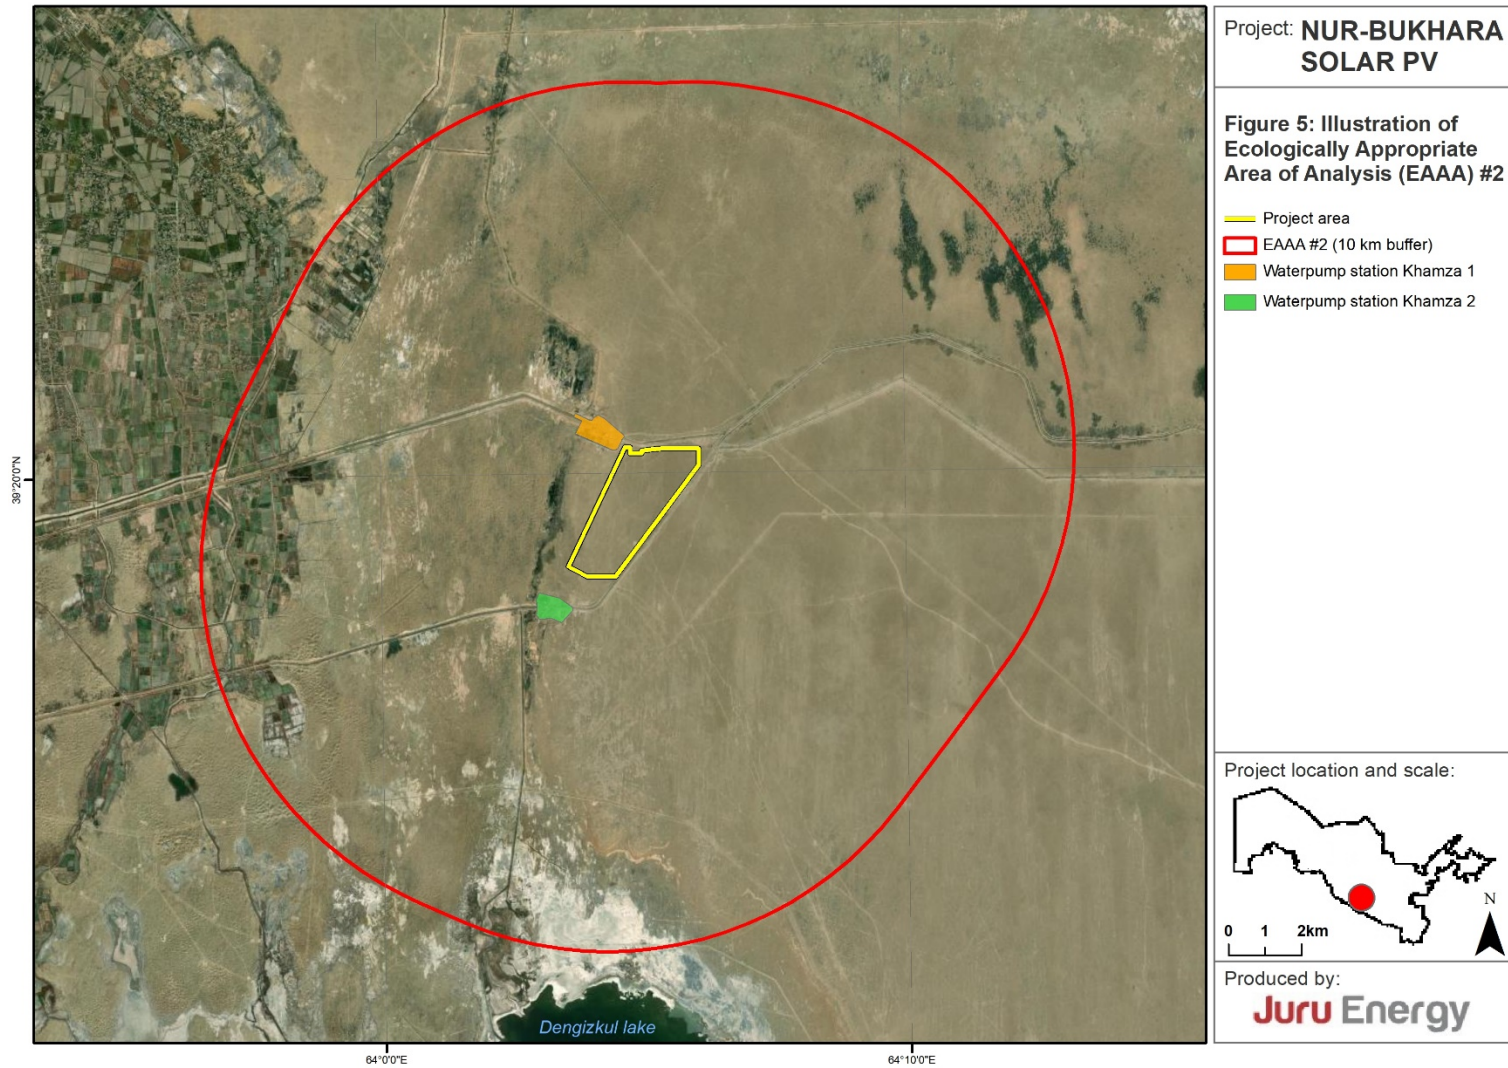 Project: NUR-BUKHARA
SOLAR PV
Figure 5: Illustration of
Ecologically Appropriate
Area of Analysis (EAAA) #2
Project area
EAAA #2 (10 km buffer)
Waterpump station Khamza 1
Waterpump station Khamza 2
39°20'0"N
Dengizkul lake
64°0'0"E
64°10'0"E
Project location and scale:
N
0 1 2km
Produced by:
Juru Energy